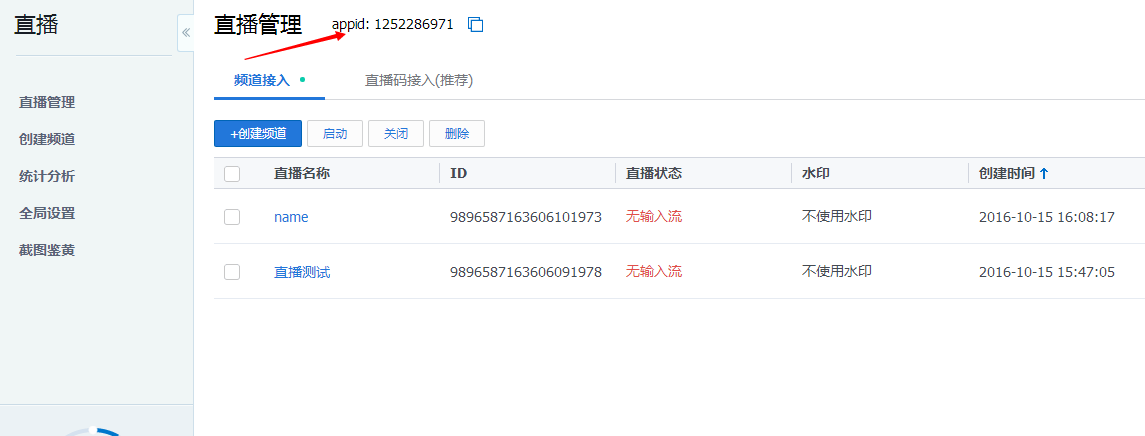 直播
«
直播管理
创建频道
统计分析
全局设置
截图鉴黄
直播管理 appid: 1252286971
频道接入 直播码接入(推荐)
+创建频道 启动 关闭 删除
直播名称 ID 直播状态 水印 创建时间
name 9896587163606101973 无输入流 不使用水印 2016-10-15 16:08:17
直播测试 9896587163606091978 无输入流 不使用水印 2016-10-15 15:47:05